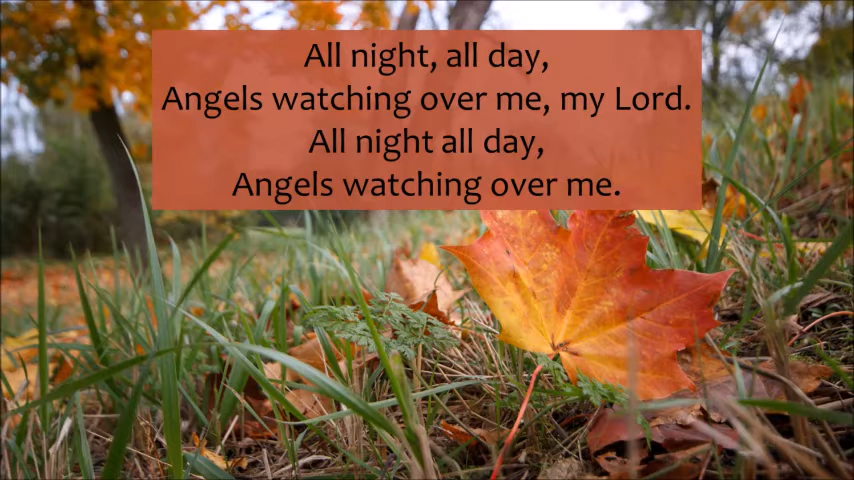 All night, all day,
Angels watching over me, my Lord.
All night all day,
Angels watching over me.